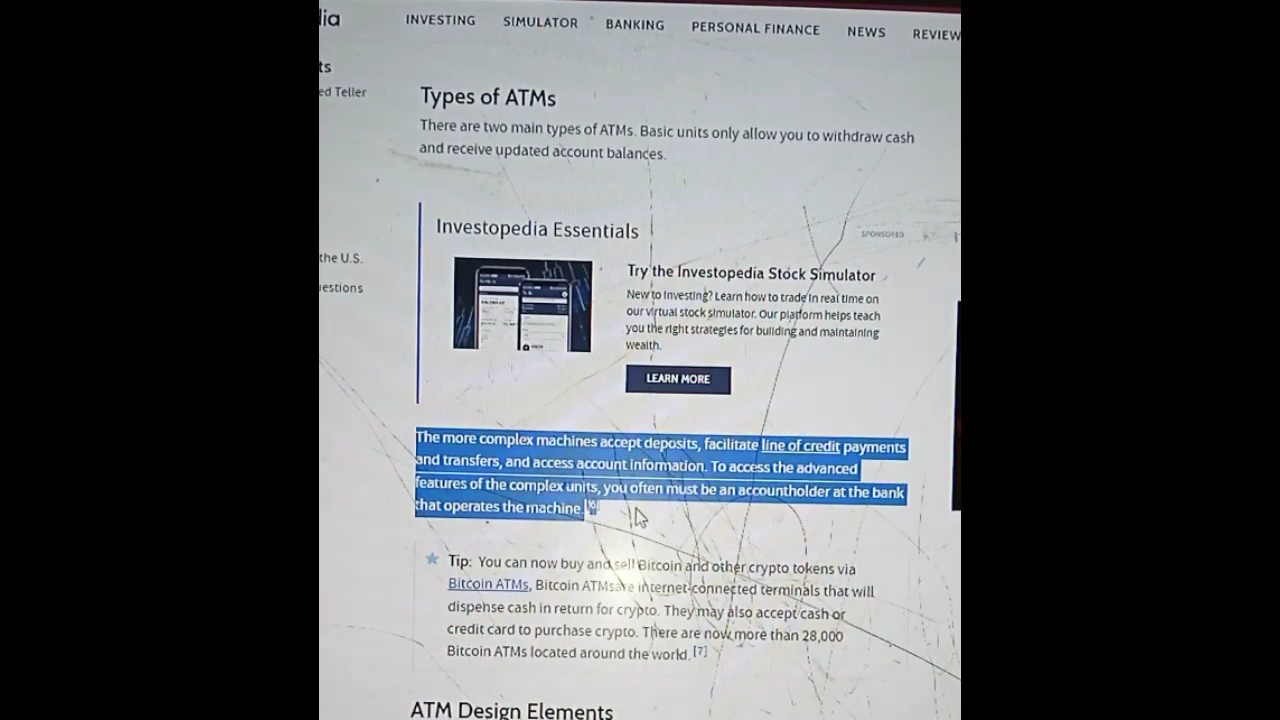 dia
INVESTING SIMULATOR BANKING PERSONAL FINANCE NEWS REVIEW
ts
ed Teller
the U.S.
estions
Types of ATMs
There are two main types of ATMs. Basic units only allow you to withdraw cash
and receive updated account balances.
Investopedia Essentials
SPONSORED
Try the Investopedia Stock Simulator
New to Investing? Learn how to trade in real time on
our virtual stock simulator. Our platform helps teach
you the right strategies for building and maintaining
wealth.
LEARN MORE
The more complex machines accept deposits, facilitate line of credit payments
and transfers, and access account information. To access the advanced
features of the complex units, you often must be an accountholder at the bank
that operates the machine.[6]
Tip: You can now buy and sell Bitcoin and other crypto tokens via
Bitcoin ATMs, Bitcoin ATMs are internet-connected terminals that will
dispense cash in return for crypto. They may also accept cash or
credit card to purchase crypto. There are now more than 28,000
Bitcoin ATMs located around the world.[7]
ATM Design Elements